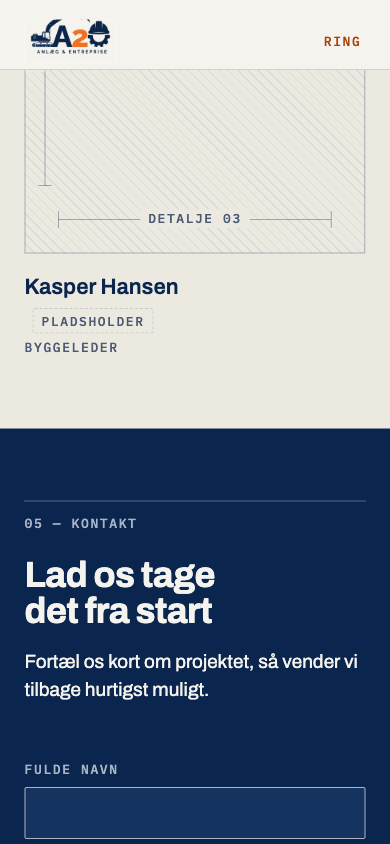 A2
ANLÆG & ENTREPRISE
RING
DETALJE 03
Kasper Hansen
PLADSHOLDER
BYGGELEDER
05 — KONTAKT
Lad os tage
det fra start
Fortæl os kort om projektet, så vender vi
tilbage hurtigst muligt.
FULDE NAVN